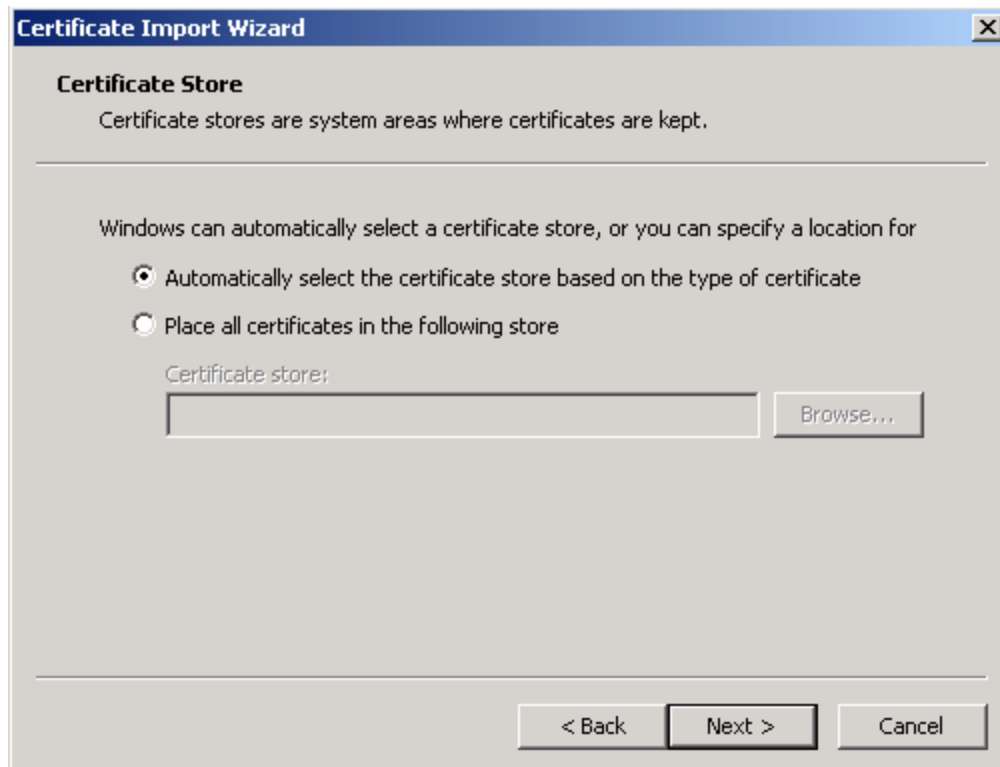 Certificate Import Wizard
Certificate Store
Certificate stores are system areas where certificates are kept.
Windows can automatically select a certificate store, or you can specify a location for
Automatically select the certificate store based on the type of certificate
Place all certificates in the following store
Certificate store:
Browse...
< Back
Next >
Cancel